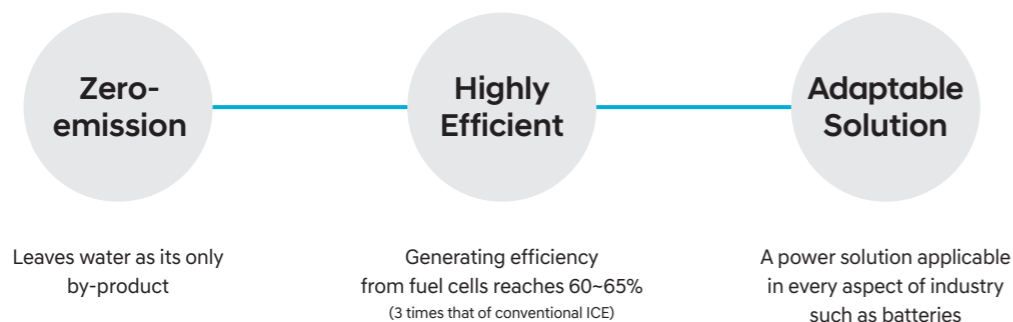 Zero-
emission
Highly
Efficient
Adaptable
Solution
Leaves water as its only
by-product
Generating efficiency
from fuel cells reaches 60~65%
(3 times that of conventional ICE)
A power solution applicable
in every aspect of industry
such as batteries